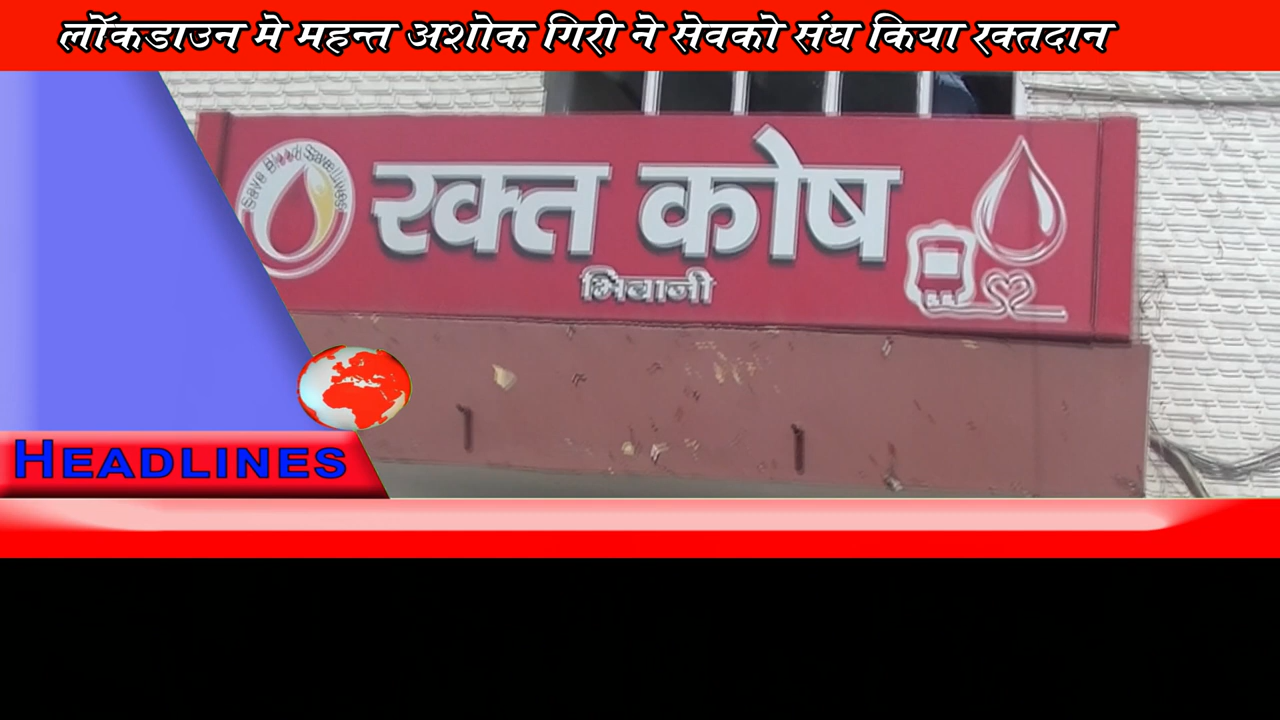 लॉकडाउन मे महन्त अशोक गिरी ने सेवको संघ किया रक्तदान
Save Blood Save Lives
रक्त कोष
भिवानी
HEADLINES